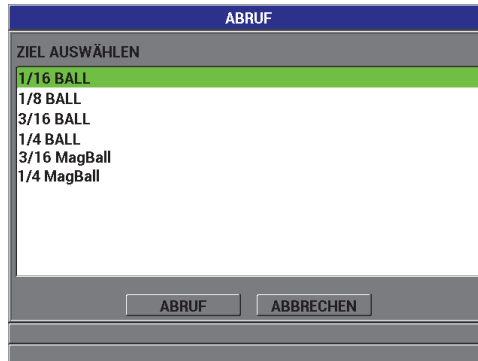 ABRUF
ZIEL AUSWÄHLEN
1/16 BALL
1/8 BALL
3/16 BALL
1/4 BALL
3/16 MagBall
1/4 MagBall
ABRUF ABBRECHEN